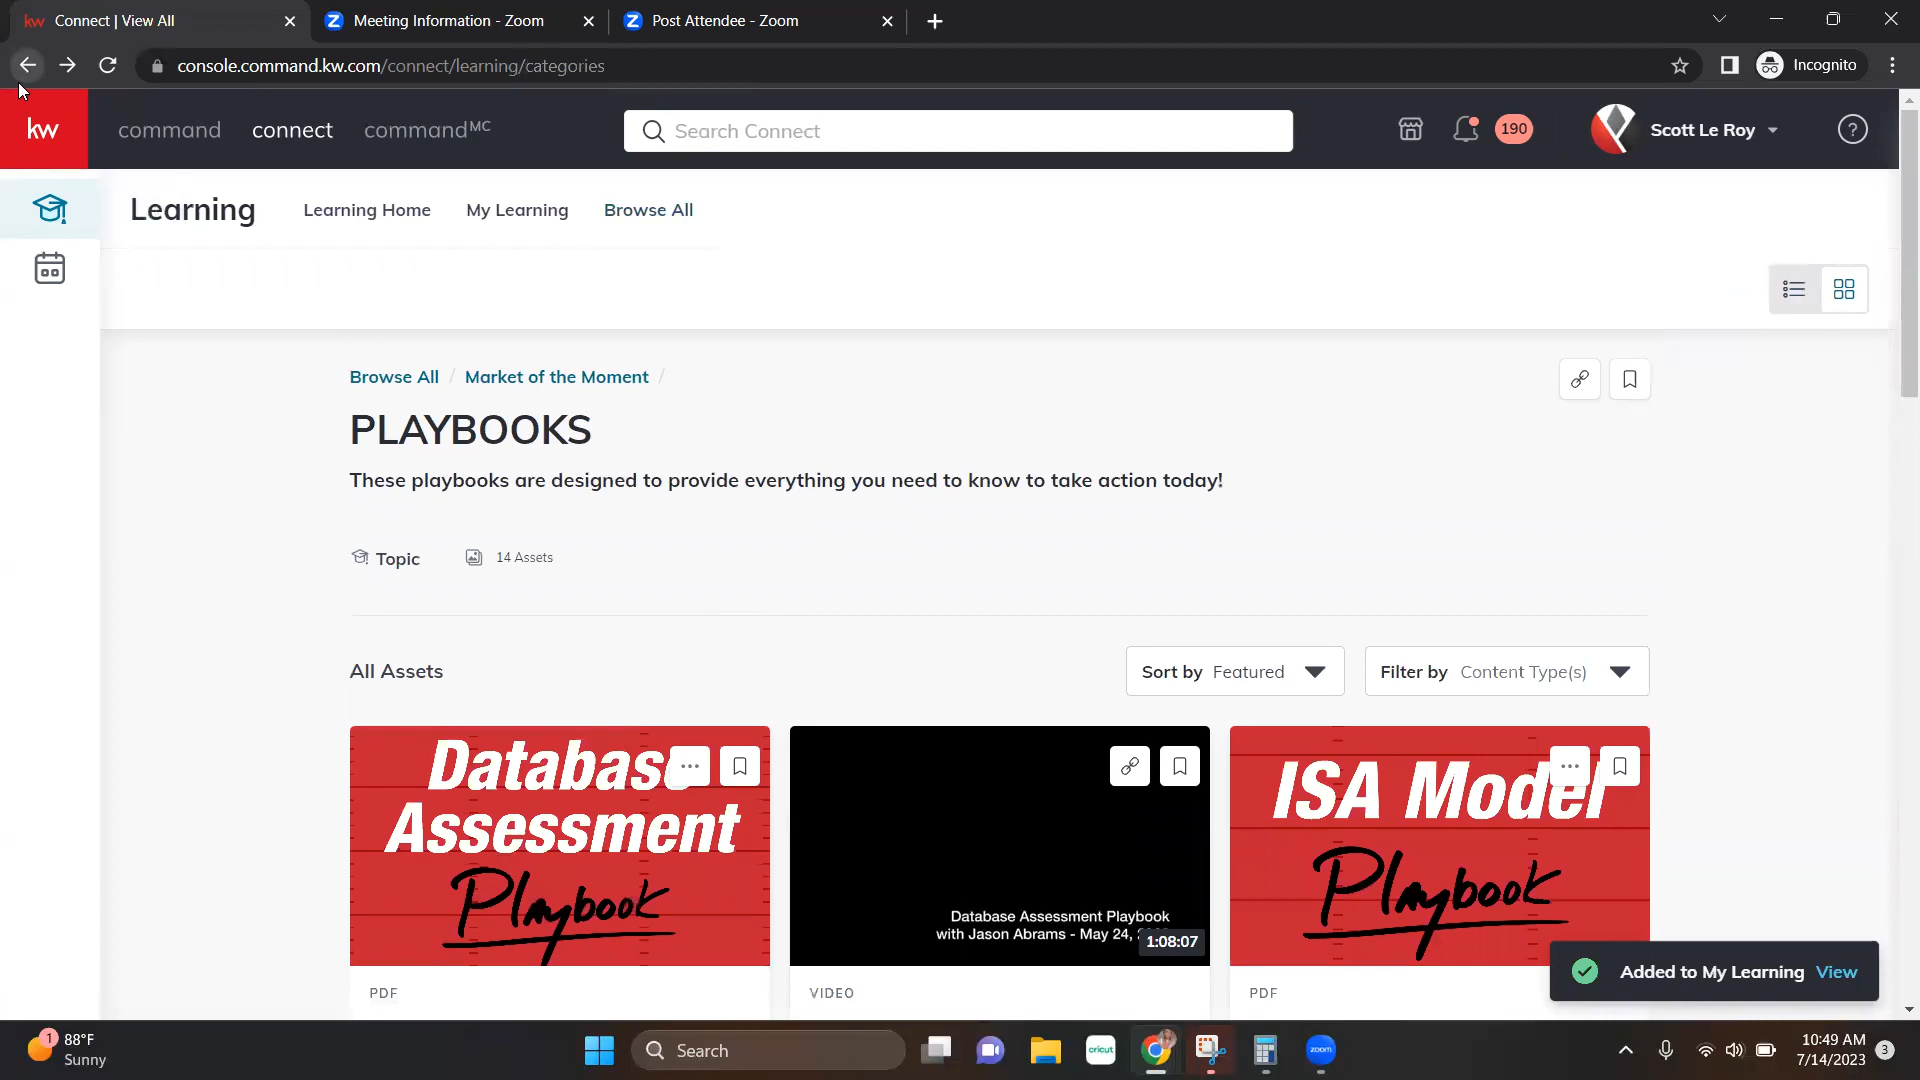 kw Connect | View All
Meeting Information - Zoom
Post Attendee - Zoom
console.command.kw.com/connect/learning/categories
Incognito
kw
command
connect
commandMC
Search Connect
190
Scott Le Roy
?
Learning
Learning Home
My Learning
Browse All
Browse All / Market of the Moment /
PLAYBOOKS
These playbooks are designed to provide everything you need to know to take action today!
Topic
14 Assets
All Assets
Sort by Featured
Filter by Content Type(s)
Database
Assessment
Playbook
Database Assessment Playbook
with Jason Abrams - May 24,
1:08:07
ISA Model
Playbook
PDF
VIDEO
PDF
Added to My Learning View
1
88°F
Sunny
Search
cricut
zoom
10:49 AM
7/14/2023
3